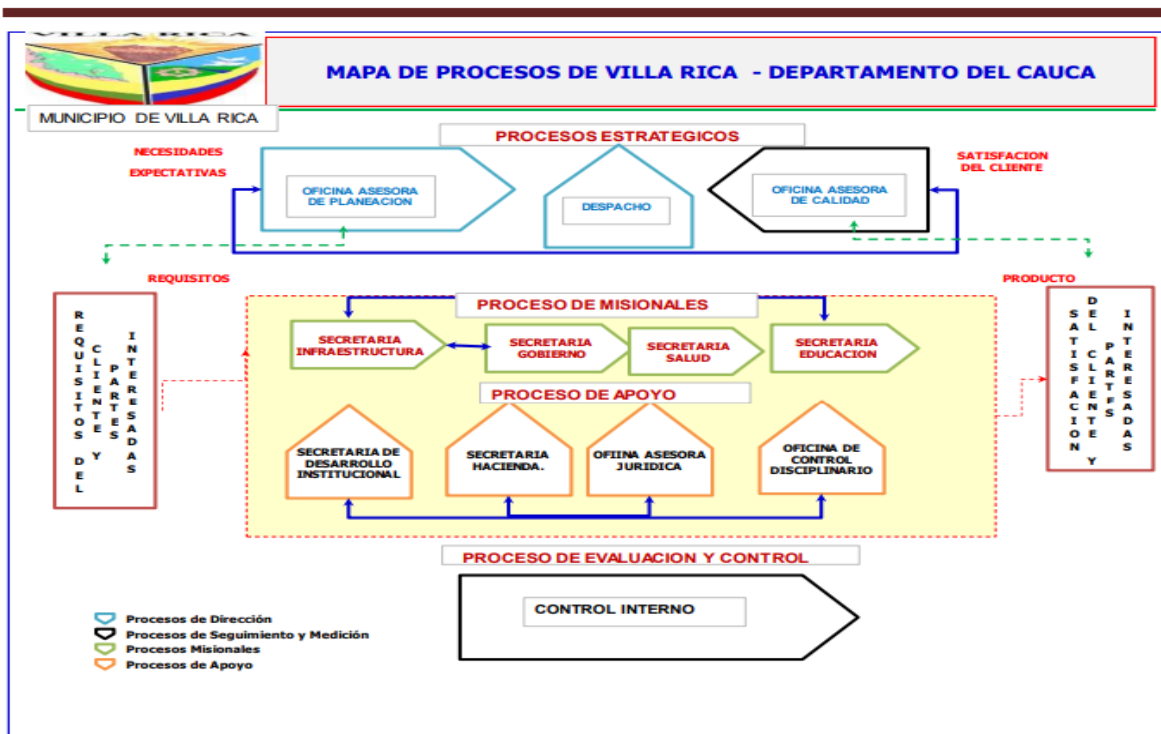 VILLA RICA
MAPA DE PROCESOS DE VILLA RICA - DEPARTAMENTO DEL CAUCA
MUNICIPIO DE VILLA RICA
PROCESOS ESTRATEGICOS
NECESIDADES
EXPECTATIVAS
OFICINA ASESORA
DE PLANEACION
DESPACHO
OFICINA ASESORA
DE CALIDAD
SATISFACION
DEL CLIENTE
REQUISITOS
PRODUCTO
REQUISITOS DEL
CLIENTE Y
PARTES
INTERESADAS
PROCESO DE MISIONALES
SECRETARIA
INFRAESTRUCTURA
SECRETARIA
GOBIERNO
SECRETARIA
SALUD
SECRETARIA
EDUCACION
PROCESO DE APOYO
SECRETARIA DE
DESARROLLO
INSTITUCIONAL
SECRETARIA
HACIENDA.
OFIINA ASESORA
JURIDICA
OFICINA DE
CONTROL
DISCIPLINARIO
SATISFACION
DEL CLIENTE Y
PARTES
INTERESADAS
PROCESO DE EVALUACION Y CONTROL
CONTROL INTERNO
Procesos de Dirección
Procesos de Seguimiento y Medición
Procesos Misionales
Procesos de Apoyo